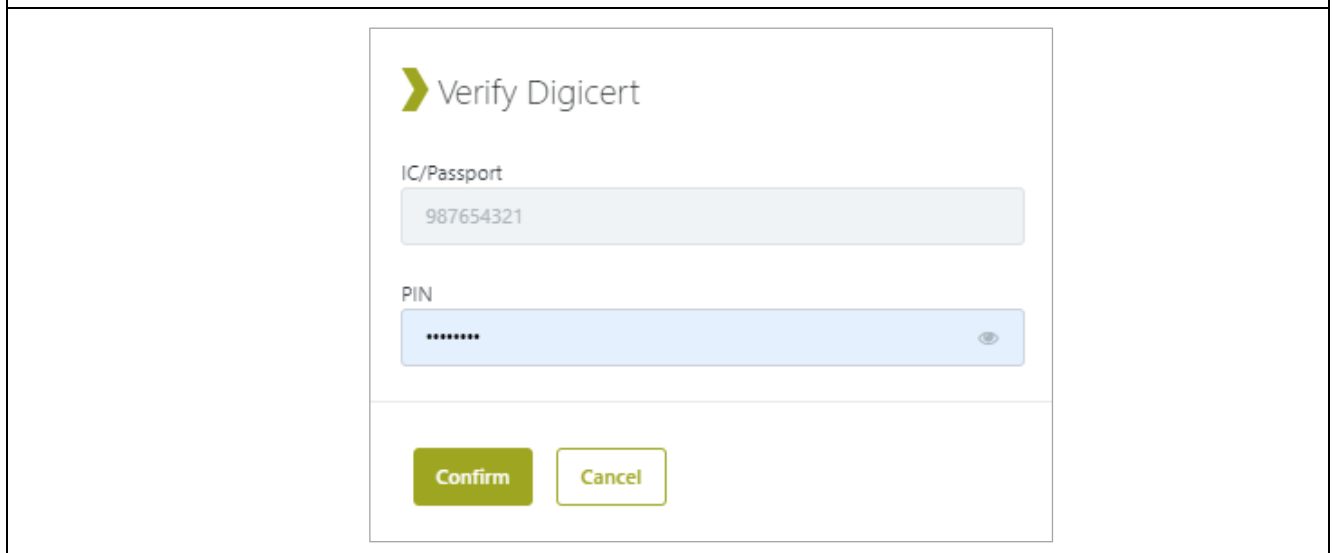 Verify Digicert
IC/Passport
987654321
PIN
••••••••
Confirm Cancel